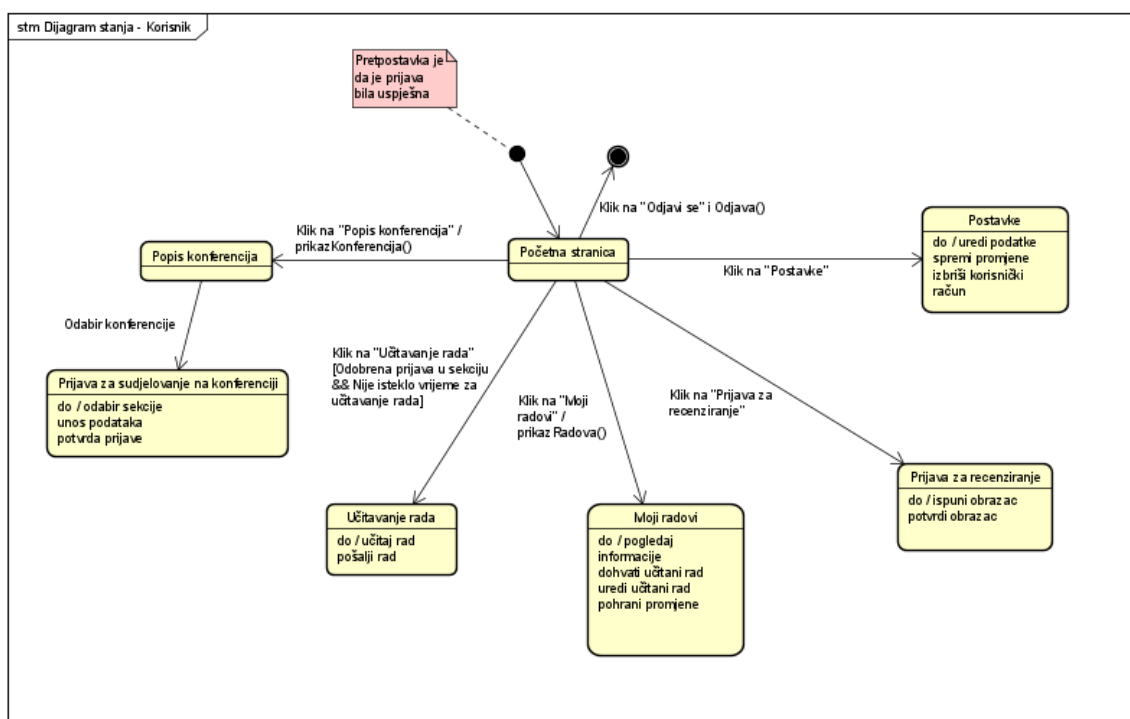 stm Dijagram stanja - Korisnik
Pretpostavka je
da je prijava
bila uspješna
Klik na "Odjavi se" i Odjava()
Klik na "Popis konferencija" /
prikazKonferencija()
Popis konferencija
Početna stranica
Klik na "Postavke"
Postavke
do / uredi podatke
spremi promjene
izbriši korisnički
račun
Odabir konferencije
Prijava za sudjelovanje na konferenciji
do / odabir sekcije
unos podataka
potvrda prijave
Klik na "Učitavanje rada"
[Odobrena prijava u sekciju
&& Nije isteklo vrijeme za
učitavanje rada]
Klik na "Moji
radovi" /
prikazRadova()
Klik na "Prijava za
recenziranje"
Učitavanje rada
do / učitaj rad
pošalji rad
Moji radovi
do / pogledaj
informacije
dohvati učitani rad
uredi učitani rad
pohrani promjene
Prijava za recenziranje
do / ispuni obrazac
potvrdi obrazac